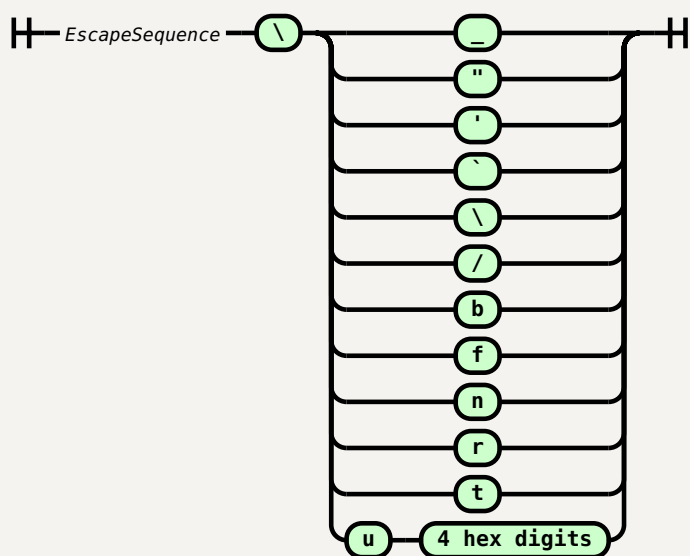 EscapeSequence \ _
"
'
`
\
/
b
f
n
r
t
u 4 hex digits